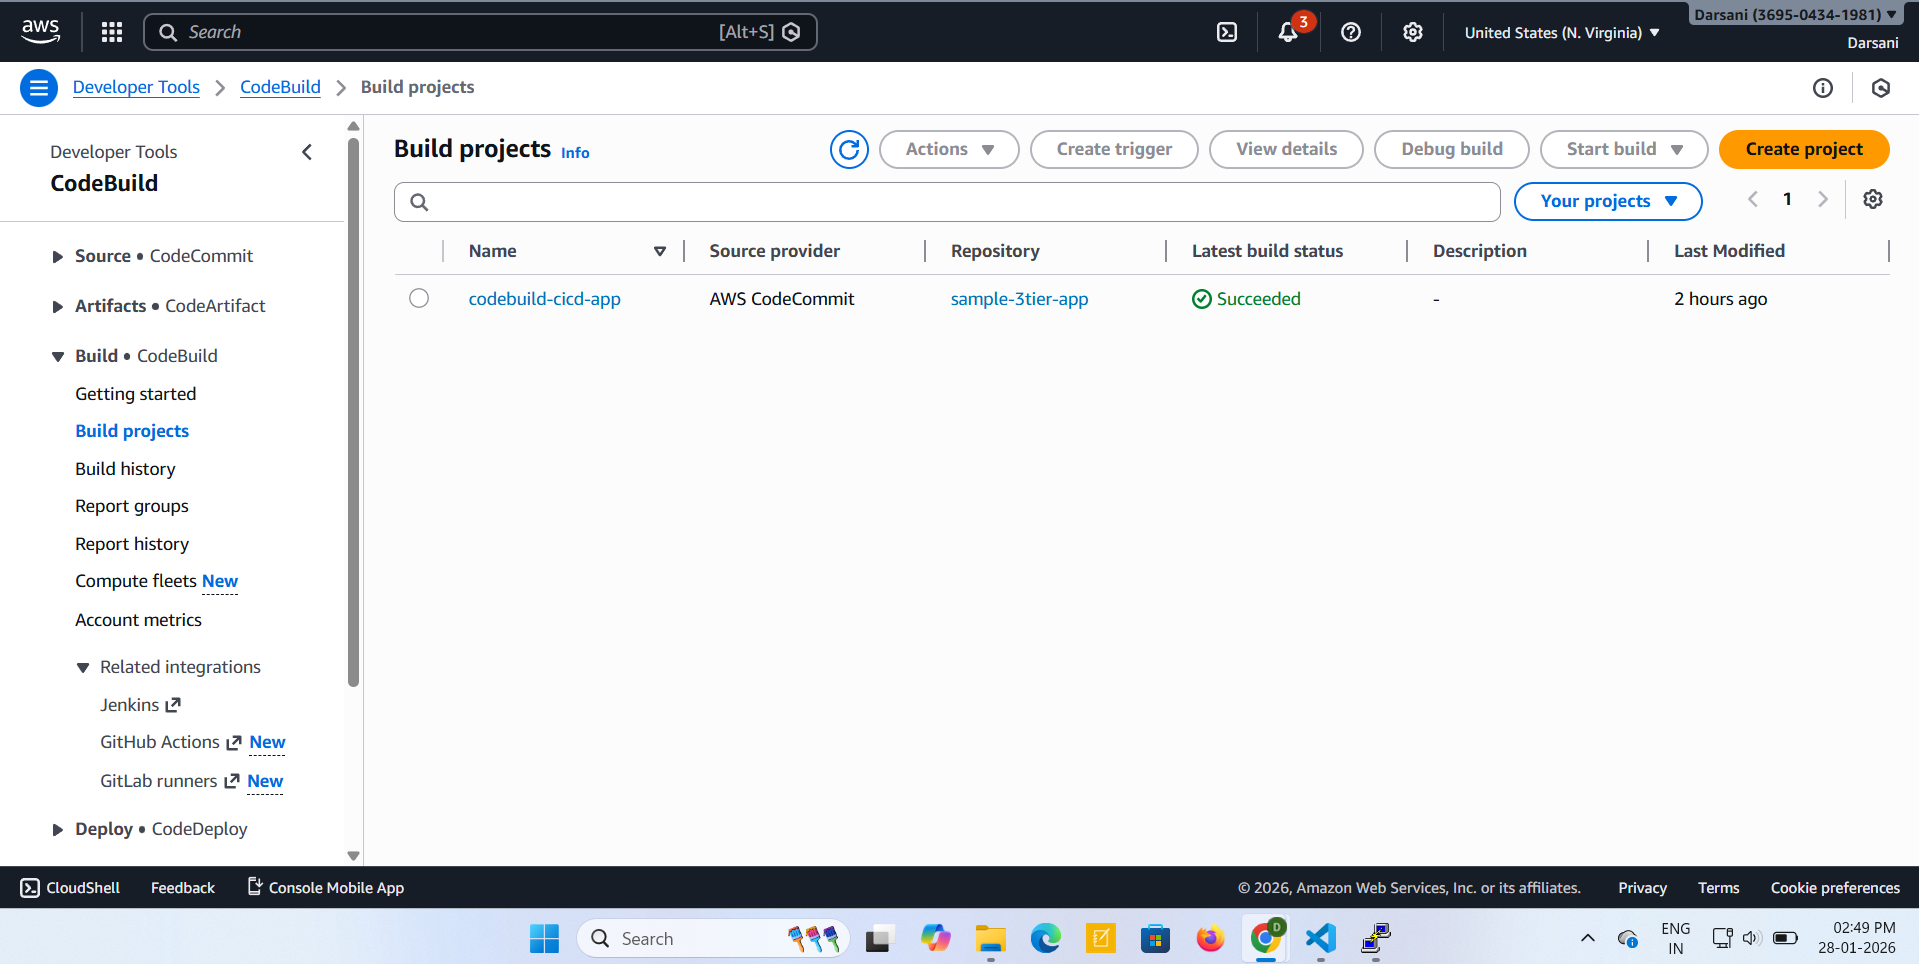 aws
Search
[Alt+S]
3
United States (N. Virginia)
Darsani (3695-0434-1981)
Darsani
Developer Tools
CodeBuild
Build projects
Developer Tools
CodeBuild
Source • CodeCommit
Artifacts • CodeArtifact
Build • CodeBuild
Getting started
Build projects
Build history
Report groups
Report history
Compute fleets New
Account metrics
Related integrations
Jenkins
GitHub Actions New
GitLab runners New
Deploy • CodeDeploy
Build projects Info
Actions
Create trigger
View details
Debug build
Start build
Create project
Your projects
1
Name
Source provider
Repository
Latest build status
Description
Last Modified
codebuild-cicd-app
AWS CodeCommit
sample-3tier-app
Succeeded
-
2 hours ago
CloudShell
Feedback
Console Mobile App
© 2026, Amazon Web Services, Inc. or its affiliates.
Privacy
Terms
Cookie preferences
Search
D
ENG
IN
02:49 PM
28-01-2026